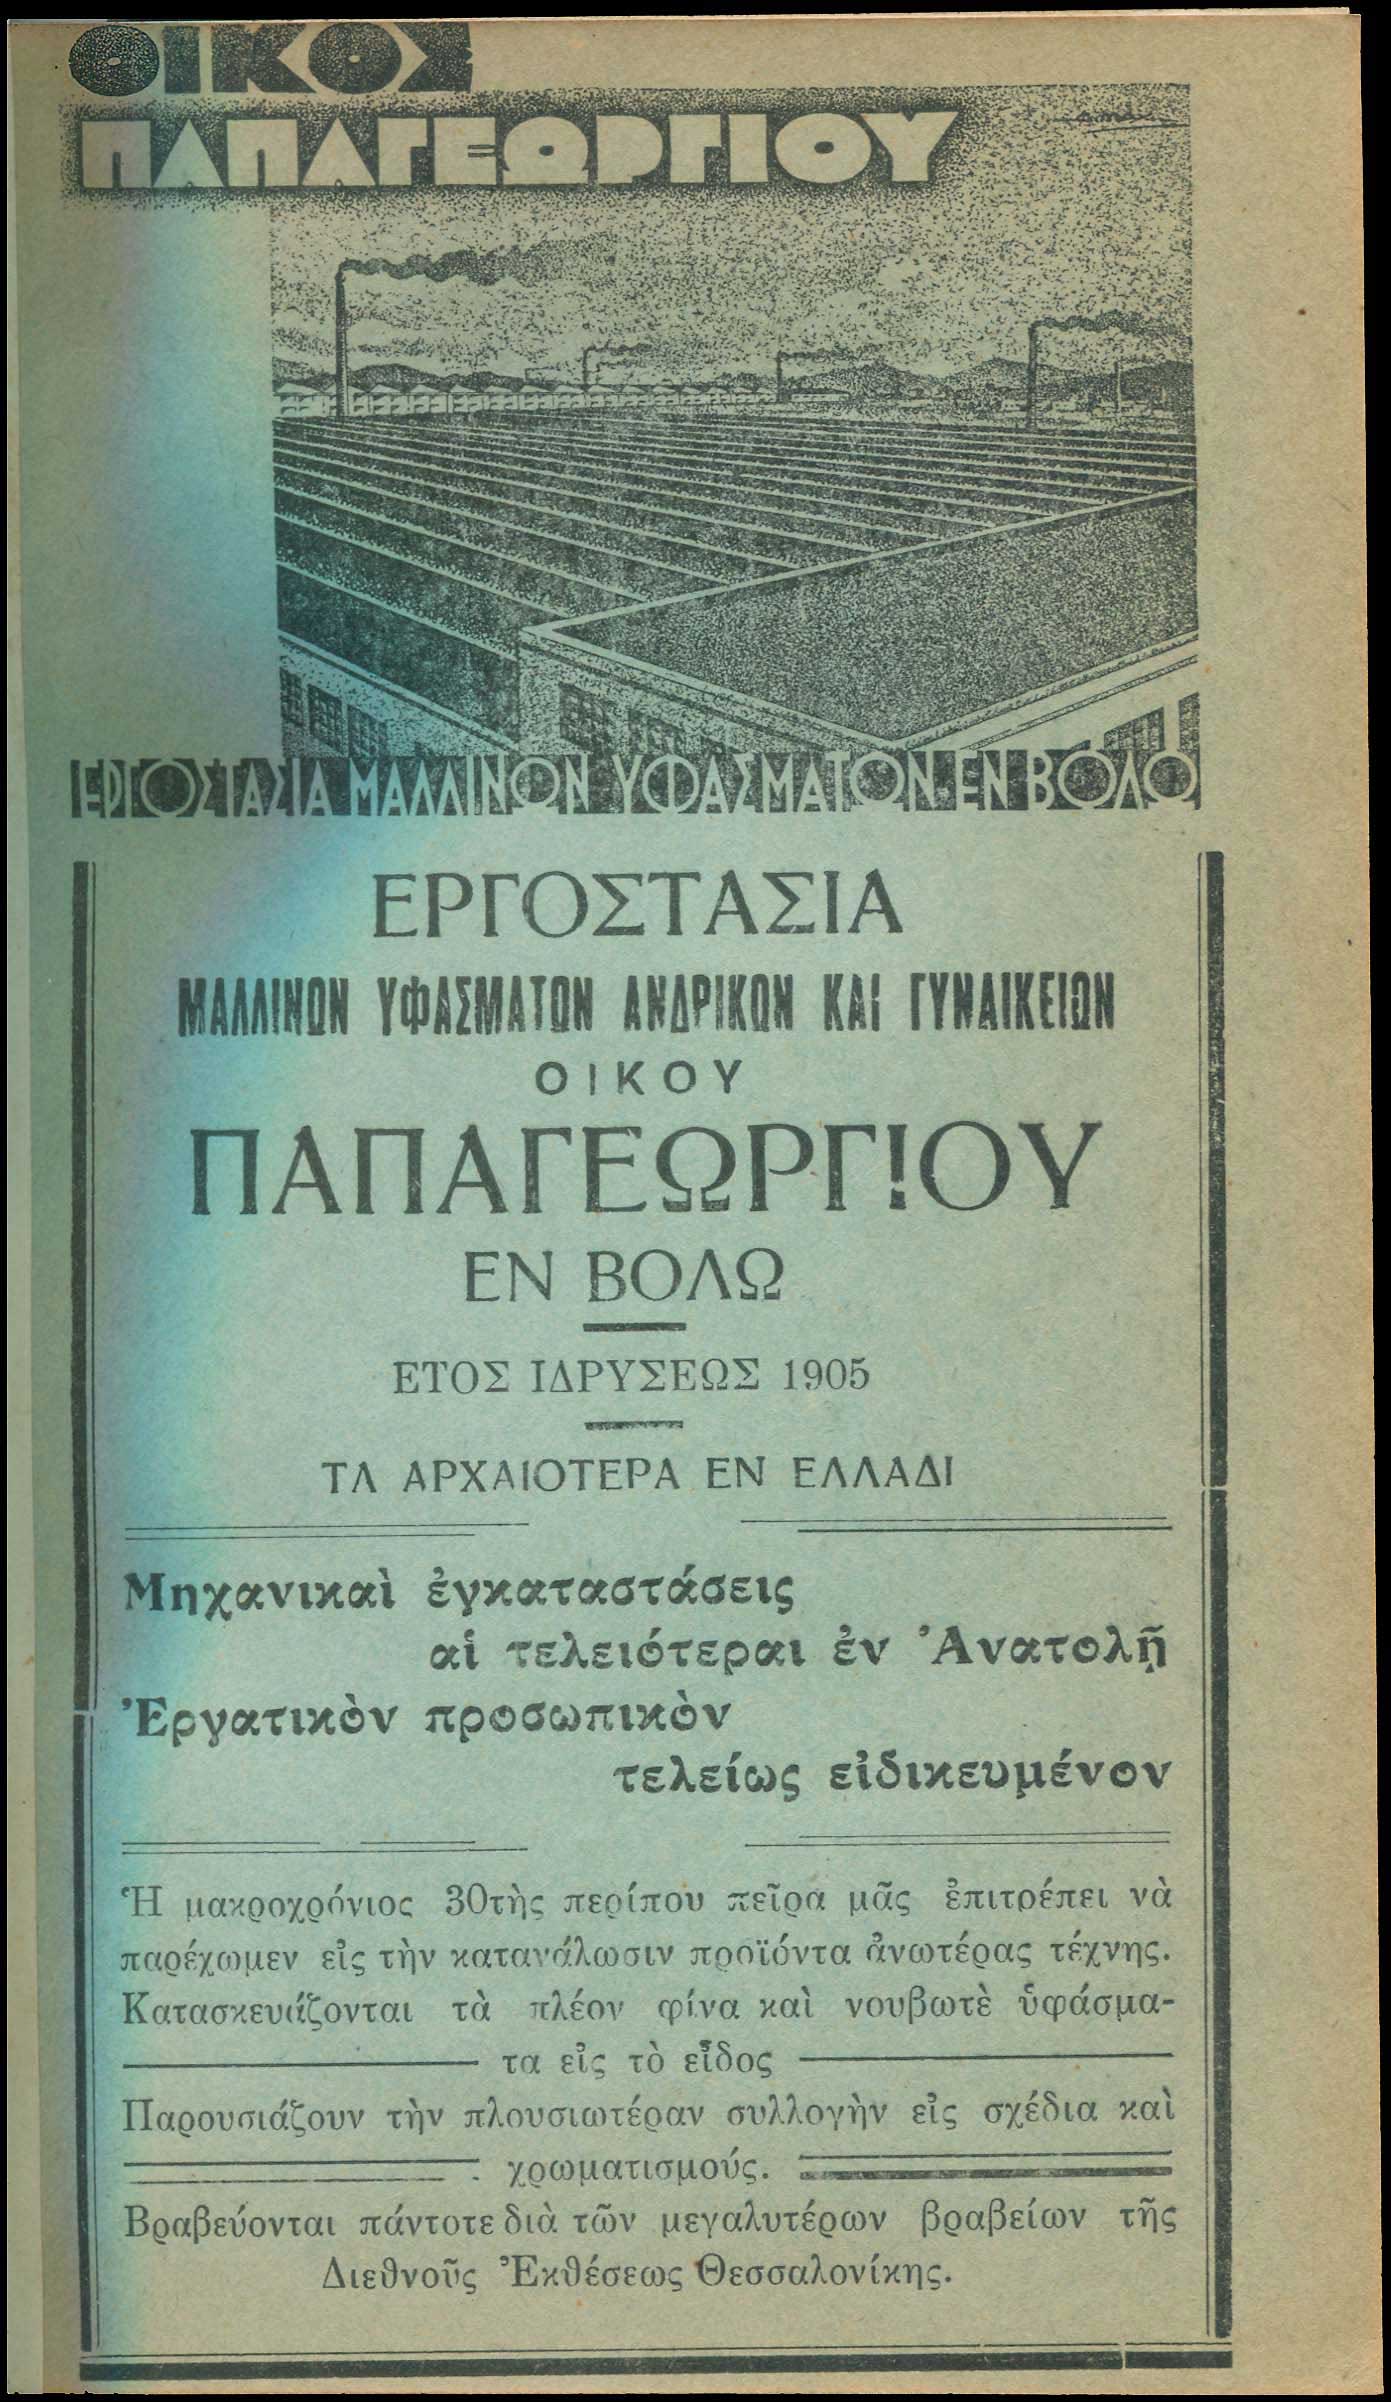 ΟΙΚΟΣ
ΠΑΠΑΓΕΩΡΓΙΟΥ
ΕΡΓΟΣΤΑΣΙΑ ΜΑΛΛΙΝΩΝ ΥΦΑΣΜΑΤΩΝ.ΕΝ ΒΟΛΩ
ΕΡΓΟΣΤΑΣΙΑ
ΜΑΛΛΙΝΩΝ ΥΦΑΣΜΑΤΩΝ ΑΝΔΡΙΚΩΝ ΚΑΙ ΓΥΝΑΙΚΕΙΩΝ
ΟΙΚΟΥ
ΠΑΠΑΓΕΩΡΓΙΟΥ
ΕΝ ΒΟΛΩ
ΕΤΟΣ ΙΔΡΥΣΕΩΣ 1905
ΤΑ ΑΡΧΑΙΟΤΕΡΑ ΕΝ ΕΛΛΑΔΙ
Μηχανικαὶ ἐγκαταστάσεις
αἱ τελειότεραι ἐν Ἀνατολῇ
Ἐργατικὸν προσωπικὸν
τελείως εἰδικευμένον
Ἡ μακροχρόνιος 30τὴς περίπου πεῖρα μᾶς ἐπιτρέπει νὰ
παρέχωμεν εἰς τὴν κατανάλωσιν προϊόντα ἀνωτέρας τέχνης.
Κατασκευάζονται τὰ πλέον φίνα καὶ νουβωτὲ ὑφάσμα-
τα εἰς τὸ εἶδος
Παρουσιάζουν τὴν πλουσιωτέραν συλλογὴν εἰς σχέδια καὶ
χρωματισμούς.
Βραβεύονται πάντοτε διὰ τῶν μεγαλυτέρων βραβείων τῆς
Διεθνοῦς Ἐκθέσεως Θεσσαλονίκης.